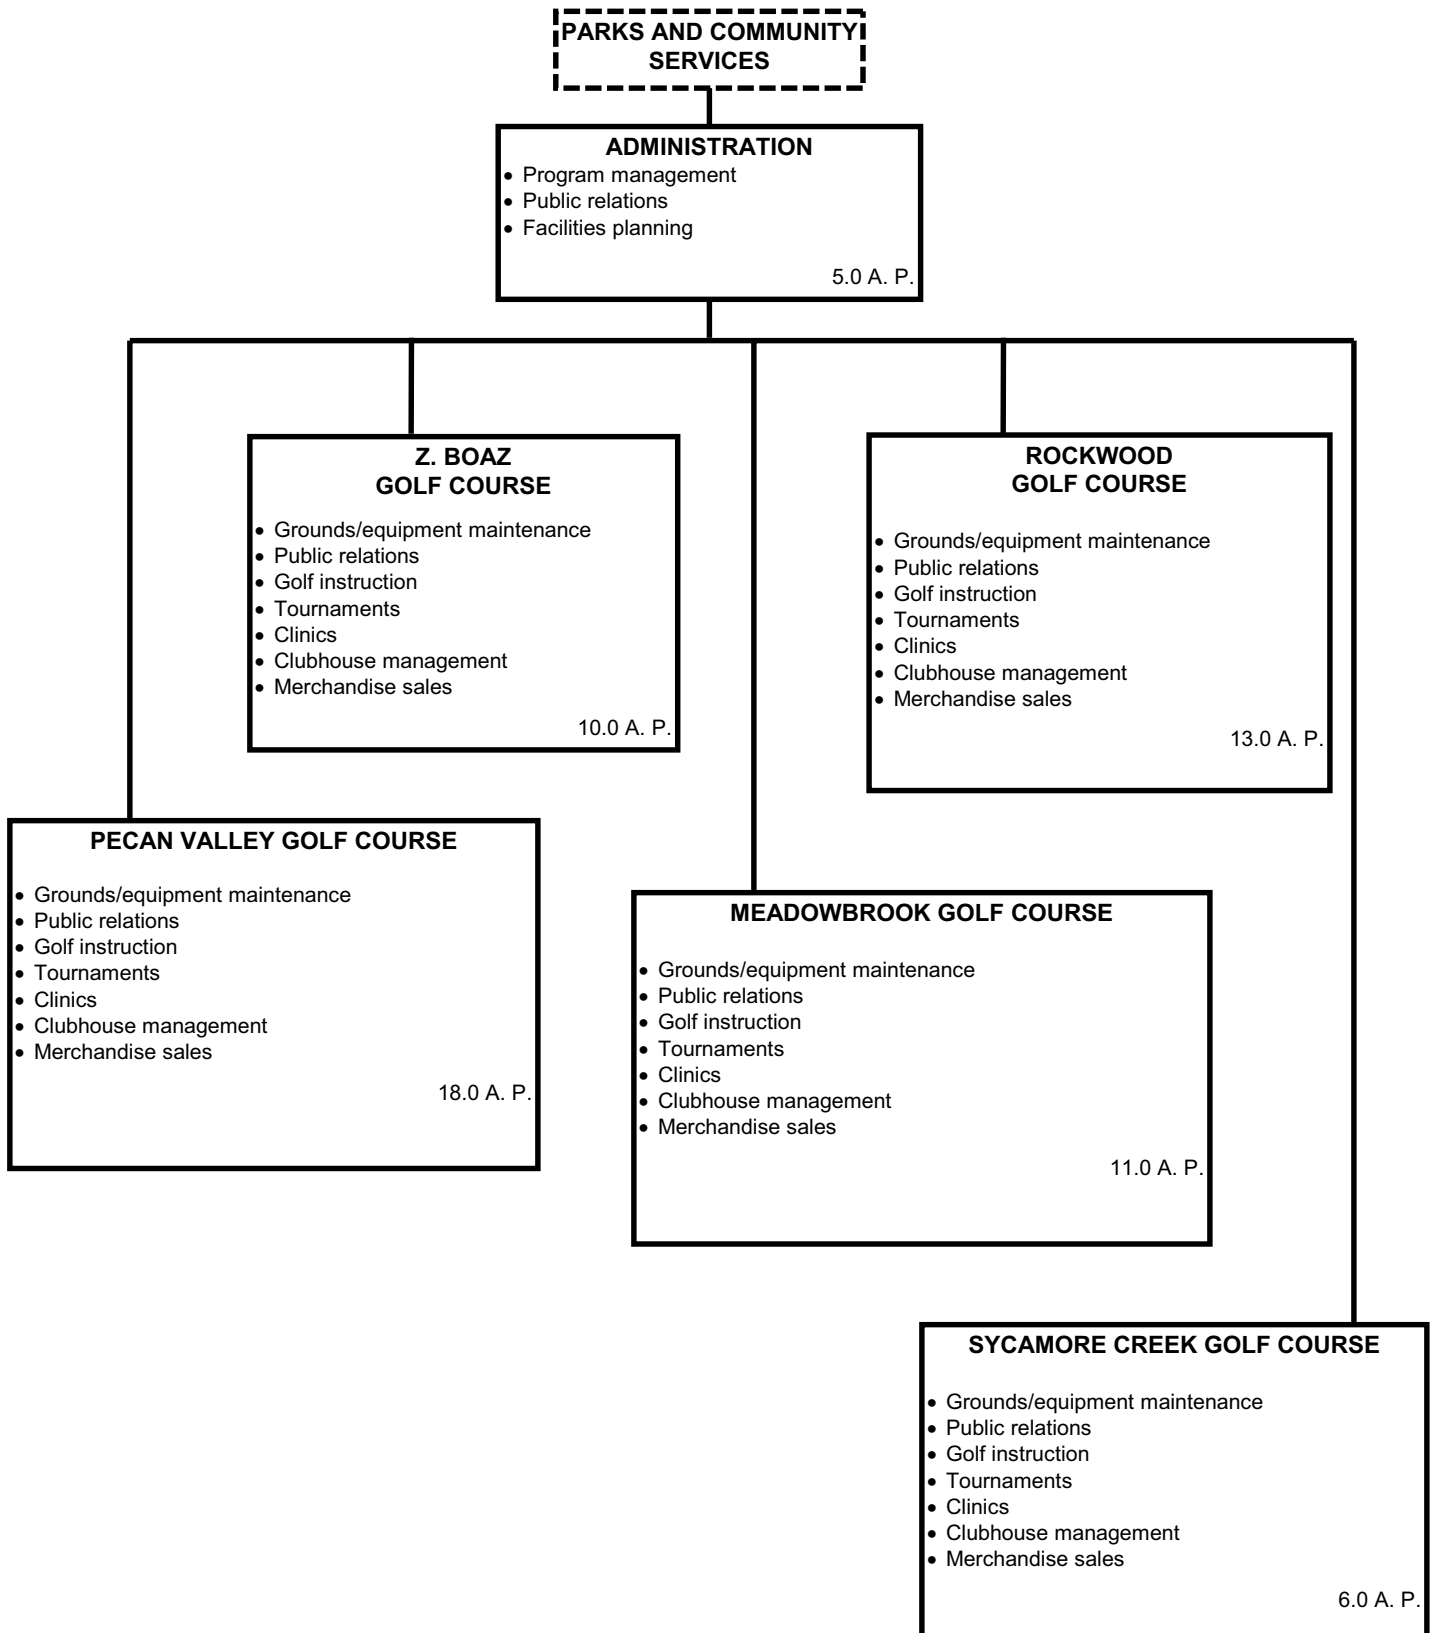 PARKS AND COMMUNITY
SERVICES
ADMINISTRATION
• Program management
• Public relations
• Facilities planning
5.0 A. P.
Z. BOAZ
GOLF COURSE
• Grounds/equipment maintenance
• Public relations
• Golf instruction
• Tournaments
• Clinics
• Clubhouse management
• Merchandise sales
10.0 A. P.
ROCKWOOD
GOLF COURSE
• Grounds/equipment maintenance
• Public relations
• Golf instruction
• Tournaments
• Clinics
• Clubhouse management
• Merchandise sales
13.0 A. P.
PECAN VALLEY GOLF COURSE
• Grounds/equipment maintenance
• Public relations
• Golf instruction
• Tournaments
• Clinics
• Clubhouse management
• Merchandise sales
18.0 A. P.
MEADOWBROOK GOLF COURSE
• Grounds/equipment maintenance
• Public relations
• Golf instruction
• Tournaments
• Clinics
• Clubhouse management
• Merchandise sales
11.0 A. P.
SYCAMORE CREEK GOLF COURSE
• Grounds/equipment maintenance
• Public relations
• Golf instruction
• Tournaments
• Clinics
• Clubhouse management
• Merchandise sales
6.0 A. P.